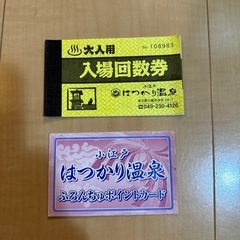 大人用
No 106983
入場回数券
小江戸
はつかり温泉
☎049-230-4126
小江戸
はつかり温泉
ふろんちゅポイントカード